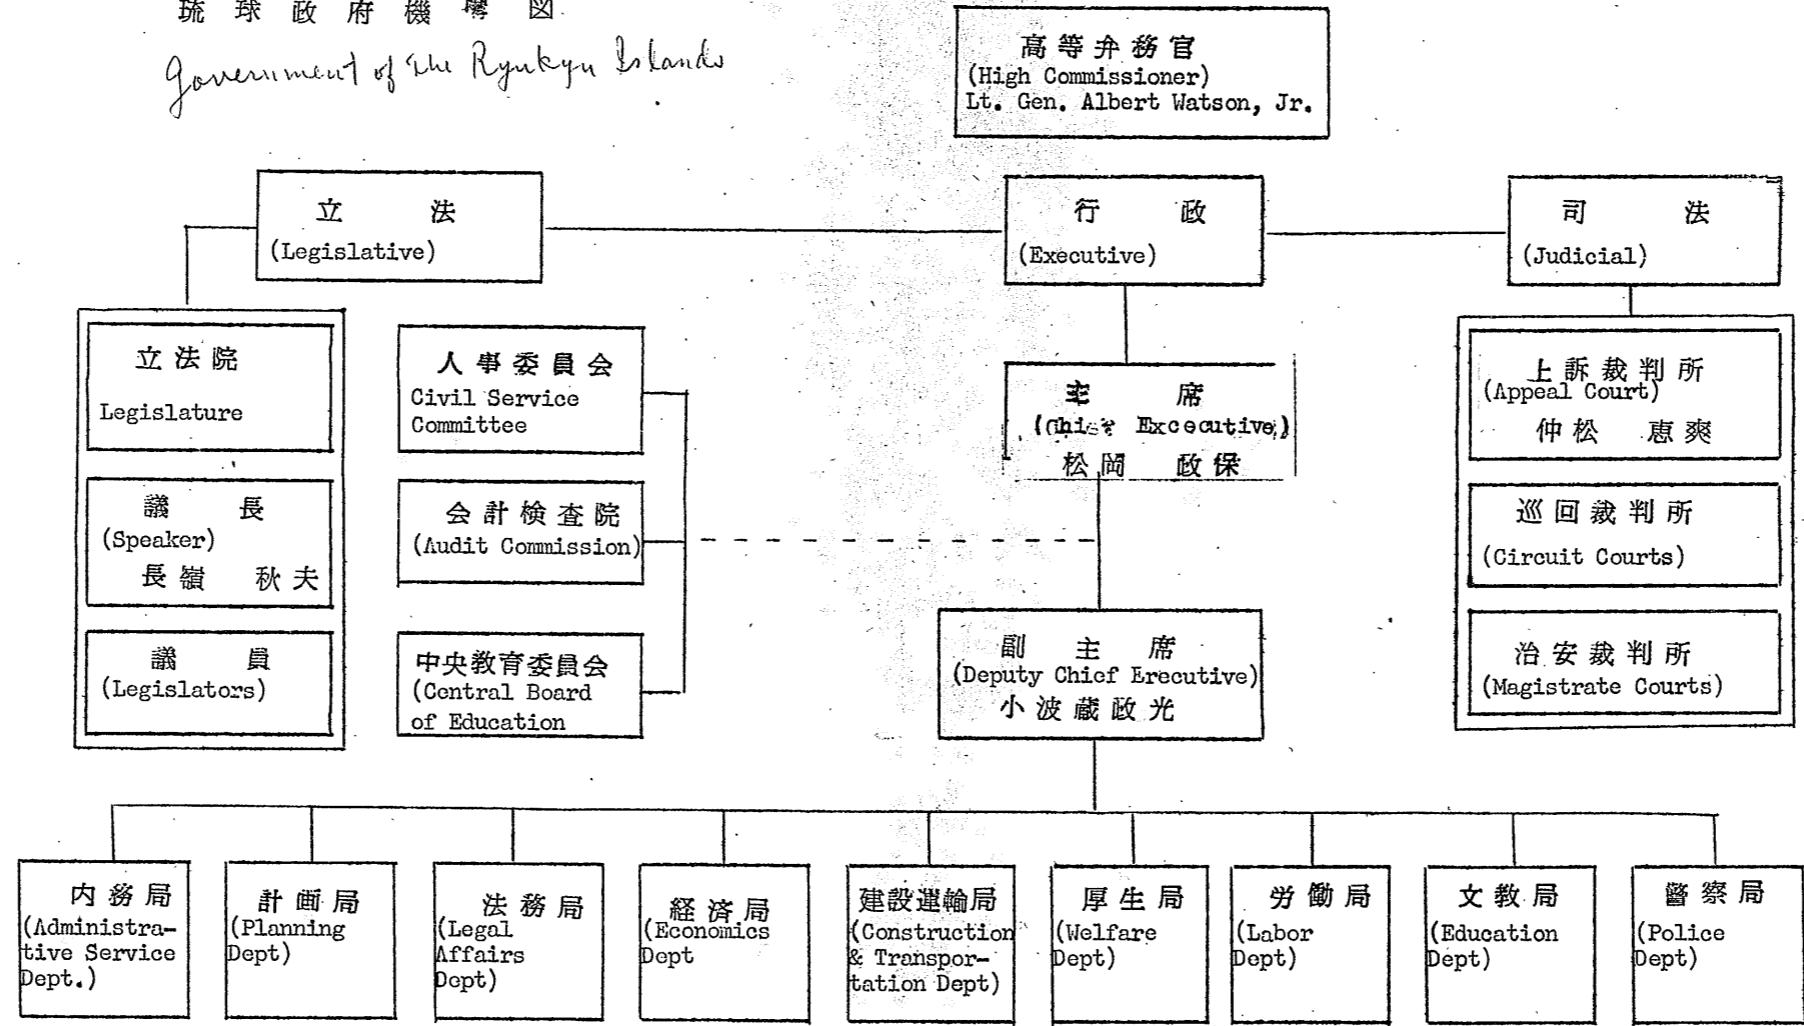 琉球政府機構図
Government of the Ryukyu Islands
高等弁務官
(High Commissioner)
Lt. Gen. Albert Watson, Jr.
立法
(Legislative)
行政
(Executive)
司法
(Judicial)
立法院
Legislature
議長
(Speaker)
長嶺 秋夫
議員
(Legislators)
人事委員会
Civil Service
Committee
会計検査院
(Audit Commission)
中央教育委員会
(Central Board
of Education
主席
(Chief Excecutive)
松岡 政保
副主席
(Deputy Chief Erecutive)
小波蔵政光
上訴裁判所
(Appeal Court)
仲松 恵爽
巡回裁判所
(Circuit Courts)
治安裁判所
(Magistrate Courts)
内務局
(Administra-
tive Service
Dept.)
計画局
(Planning
Dept)
法務局
(Legal
Affairs
Dept)
経済局
(Economics
Dept
建設運輸局
(Construction
& Transpor-
tation Dept)
厚生局
(Welfare
Dept)
労働局
(Labor
Dept)
文教局
(Education
Dept)
警察局
(Police
Dept)